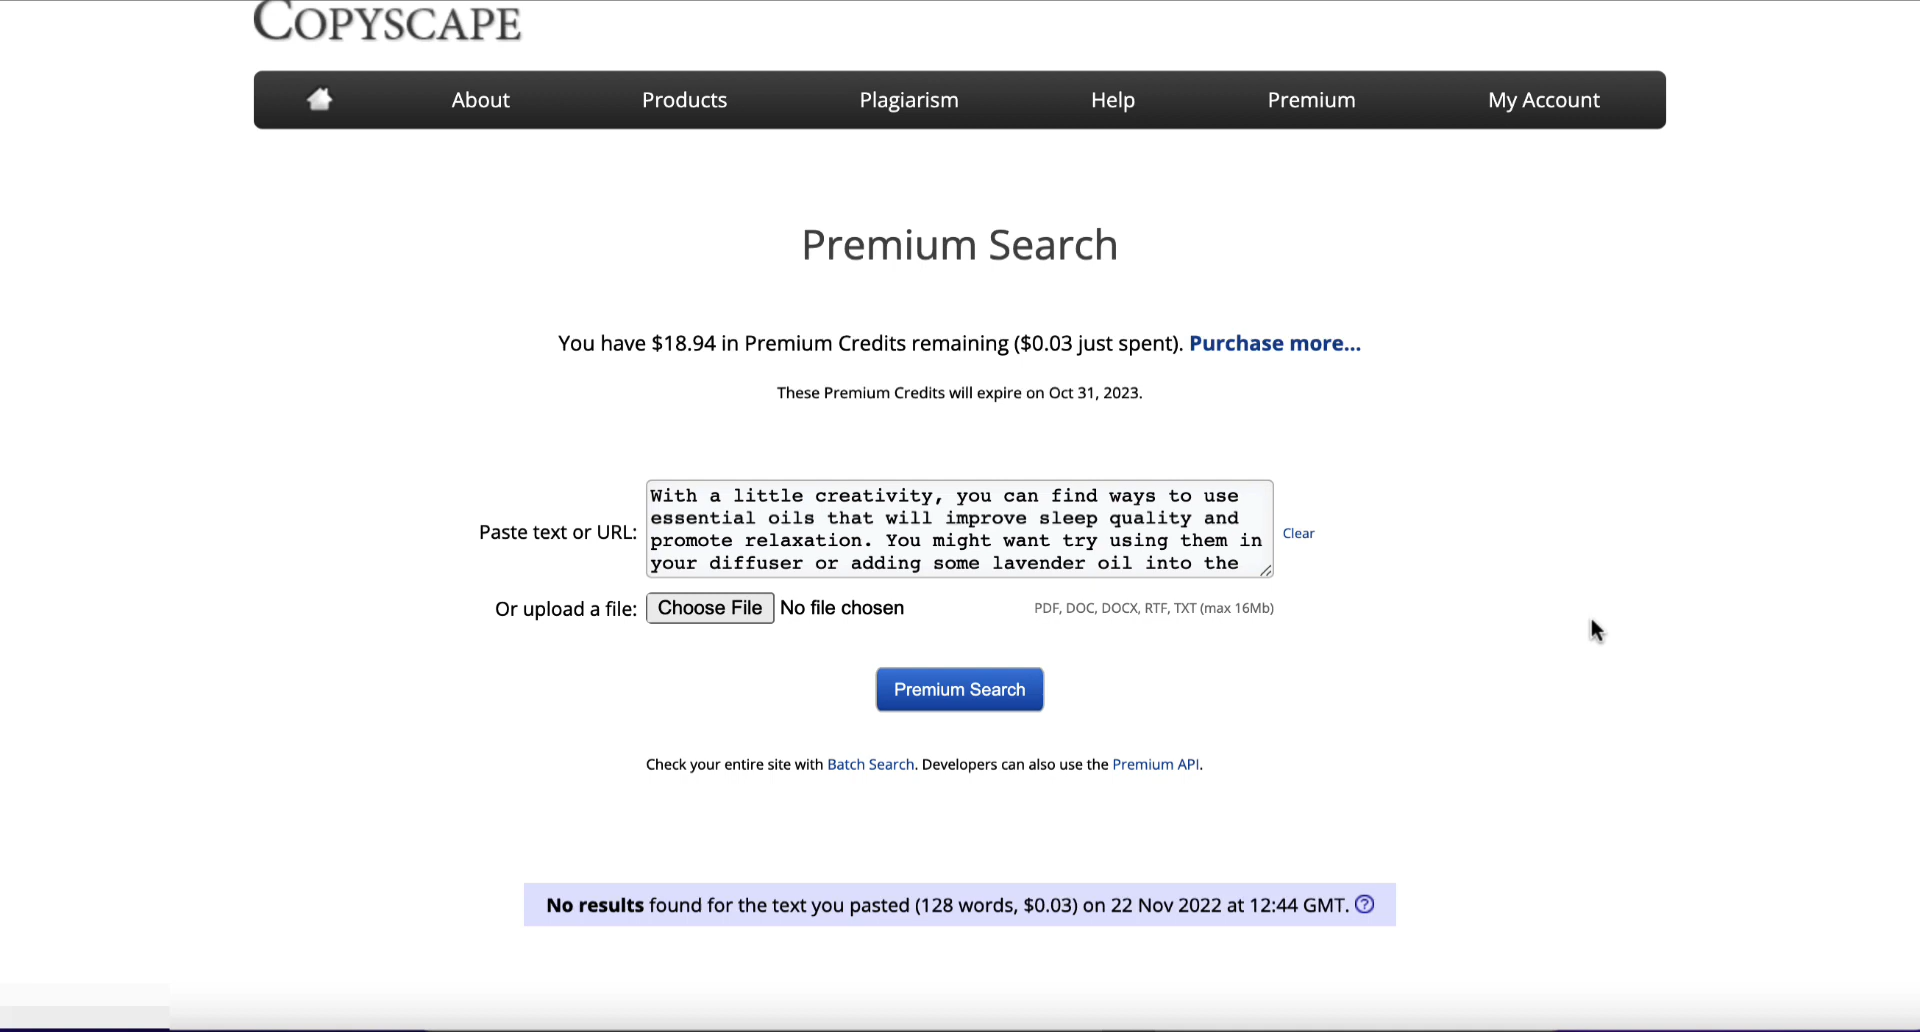 COPYSCAPE
About Products Plagiarism Help Premium My Account
Premium Search
You have $18.94 in Premium Credits remaining ($0.03 just spent). Purchase more...
These Premium Credits will expire on Oct 31, 2023.
Paste text or URL:
With a little creativity, you can find ways to use
essential oils that will improve sleep quality and
promote relaxation. You might want try using them in
your diffuser or adding some lavender oil into the
Clear
Or upload a file: Choose File No file chosen PDF, DOC, DOCX, RTF, TXT (max 16Mb)
Premium Search
Check your entire site with Batch Search. Developers can also use the Premium API.
No results found for the text you pasted (128 words, $0.03) on 22 Nov 2022 at 12:44 GMT. ?